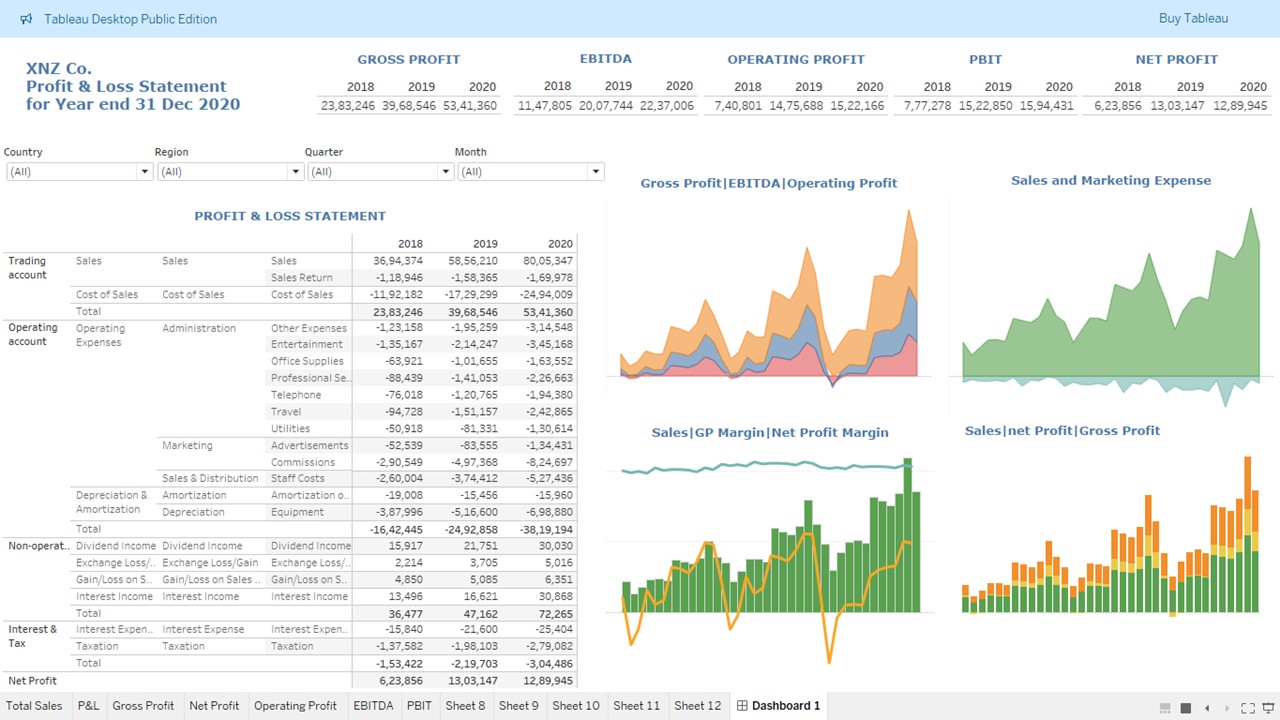 Tableau Desktop Public Edition
Buy Tableau
XNZ Co.
Profit & Loss Statement
for Year end 31 Dec 2020
GROSS PROFIT
2018 2019 2020
23,83,246 39,68,546 53,41,360
EBITDA
2018 2019 2020
11,47,805 20,07,744 22,37,006
OPERATING PROFIT
2018 2019 2020
7,40,801 14,75,688 15,22,166
PBIT
2018 2019 2020
7,77,278 15,22,850 15,94,431
NET PROFIT
2018 2019 2020
6,23,856 13,03,147 12,89,945
Country Region Quarter Month
(All) (All) (All) (All)
PROFIT & LOSS STATEMENT
2018 2019 2020
Trading account Sales Sales Sales 36,94,374 58,56,210 80,05,347
Sales Return -1,18,946 -1,58,365 -1,69,978
Cost of Sales Cost of Sales Cost of Sales -11,92,182 -17,29,299 -24,94,009
Total 23,83,246 39,68,546 53,41,360
Operating account Operating Expenses Administration Other Expenses -1,23,158 -1,95,259 -3,14,548
Entertainment -1,35,167 -2,14,247 -3,45,168
Office Supplies -63,921 -1,01,655 -1,63,552
Professional Se.. -88,439 -1,41,053 -2,26,663
Telephone -76,018 -1,20,765 -1,94,380
Travel -94,728 -1,51,157 -2,42,865
Utilities -50,918 -81,331 -1,30,614
Marketing Advertisements -52,539 -83,555 -1,34,431
Commissions -2,90,549 -4,97,368 -8,24,697
Sales & Distribution Staff Costs -2,60,004 -3,74,412 -5,27,436
Depreciation & Amortization Amortization Amortization o.. -19,008 -15,456 -15,960
Depreciation Equipment -3,87,996 -5,16,600 -6,98,880
Total -16,42,445 -24,92,858 -38,19,194
Non-operat.. Dividend Income Dividend Income Dividend Income 15,917 21,751 30,030
Exchange Loss/.. Exchange Loss/Gain Exchange Loss/.. 2,214 3,705 5,016
Gain/Loss on S.. Gain/Loss on Sales .. Gain/Loss on S.. 4,850 5,085 6,351
Interest Income Interest Income Interest Income 13,496 16,621 30,868
Total 36,477 47,162 72,265
Interest & Tax Interest Expen.. Interest Expense Interest Expen.. -15,840 -21,600 -25,404
Taxation Taxation Taxation -1,37,582 -1,98,103 -2,79,082
Total -1,53,422 -2,19,703 -3,04,486
Net Profit 6,23,856 13,03,147 12,89,945
Gross Profit|EBITDA|Operating Profit
Sales and Marketing Expense
Sales|GP Margin|Net Profit Margin
Sales|net Profit|Gross Profit
Total Sales P&L Gross Profit Net Profit Operating Profit EBITDA PBIT Sheet 8 Sheet 9 Sheet 10 Sheet 11 Sheet 12 Dashboard 1